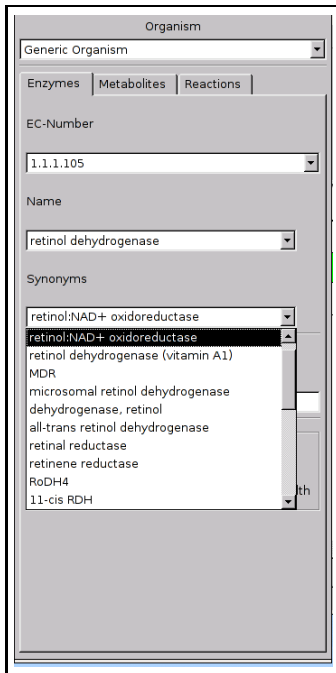 Organism
Generic Organism
Enzymes Metabolites Reactions
EC-Number
1.1.1.105
Name
retinol dehydrogenase
Synonyms
retinol:NAD+ oxidoreductase
retinol:NAD+ oxidoreductase
retinol dehydrogenase (vitamin A1)
MDR
microsomal retinol dehydrogenase
dehydrogenase, retinol
all-trans retinol dehydrogenase
retinal reductase
retinene reductase
RoDH4
11-cis RDH